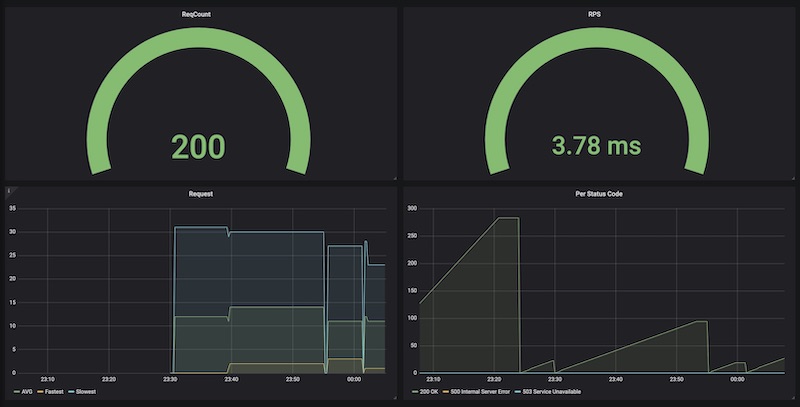 ReqCount
200
RPS
3.78 ms
i
Request
35
30
25
20
15
10
5
0
23:10 23:20 23:30 23:40 23:50 00:00
AVG Fastest Slowest
Per Status Code
300
250
200
150
100
50
0
23:10 23:20 23:30 23:40 23:50 00:00
200 OK 500 Internal Server Error 503 Service Unavailable